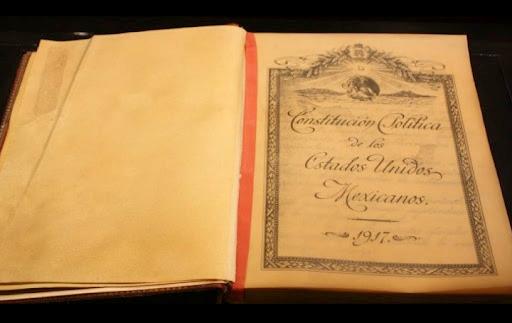 Constitución Política
de los
Estados Unidos
Mexicanos.
1917.